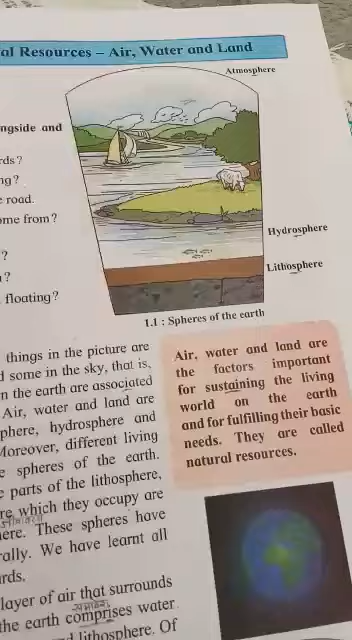 al Resources – Air, Water and Land
Atmosphere
ngside and
rds?
ng?
road.
ome from?
?
?
floating?
Hydrosphere
Lithosphere
1.1 : Spheres of the earth
things in the picture are
d some in the sky, that is,
n the earth are associated
Air, water and land are
phere, hydrosphere and
Moreover, different living
e spheres of the earth.
e parts of the lithosphere,
re which they occupy are
here. These spheres have
rally. We have learnt all
rds.
layer of air that surrounds
the earth comprises water
lithosphere. Of
Air, water and land are
the factors important
for sustaining the living
world on the earth
and for fulfilling their basic
needs. They are called
natural resources.